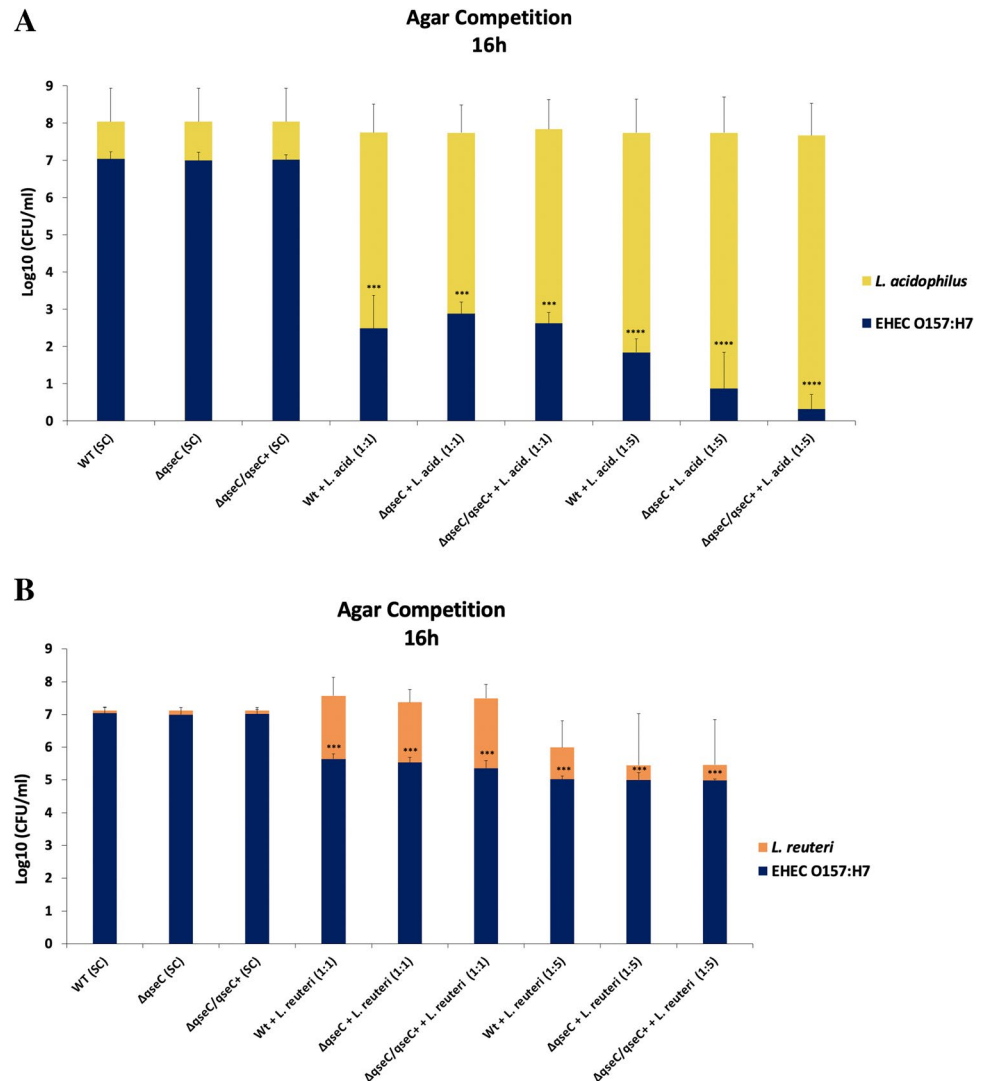 A
Agar Competition
16h
9
8
7
6
5
4
3
2
1
0
Log10 (CFU/ml)
***
***
***
****
****
****
L. acidophilus
EHEC O157:H7
WT (SC)
ΔqseC (SC)
ΔqseC/qseC+ (SC)
Wt + L. acid. (1:1)
ΔqseC + L. acid. (1:1)
ΔqseC/qseC+ + L. acid. (1:1)
Wt + L. acid. (1:5)
ΔqseC + L. acid. (1:5)
ΔqseC/qseC+ + L. acid. (1:5)
B
Agar Competition
16h
9
8
7
6
5
4
3
2
1
0
Log10 (CFU/ml)
***
***
***
***
***
***
L. reuteri
EHEC O157:H7
WT (SC)
ΔqseC (SC)
ΔqseC/qseC+ (SC)
Wt + L. reuteri (1:1)
ΔqseC + L. reuteri (1:1)
ΔqseC/qseC+ + L. reuteri (1:1)
Wt + L. reuteri (1:5)
ΔqseC + L. reuteri (1:5)
ΔqseC/qseC+ + L. reuteri (1:5)